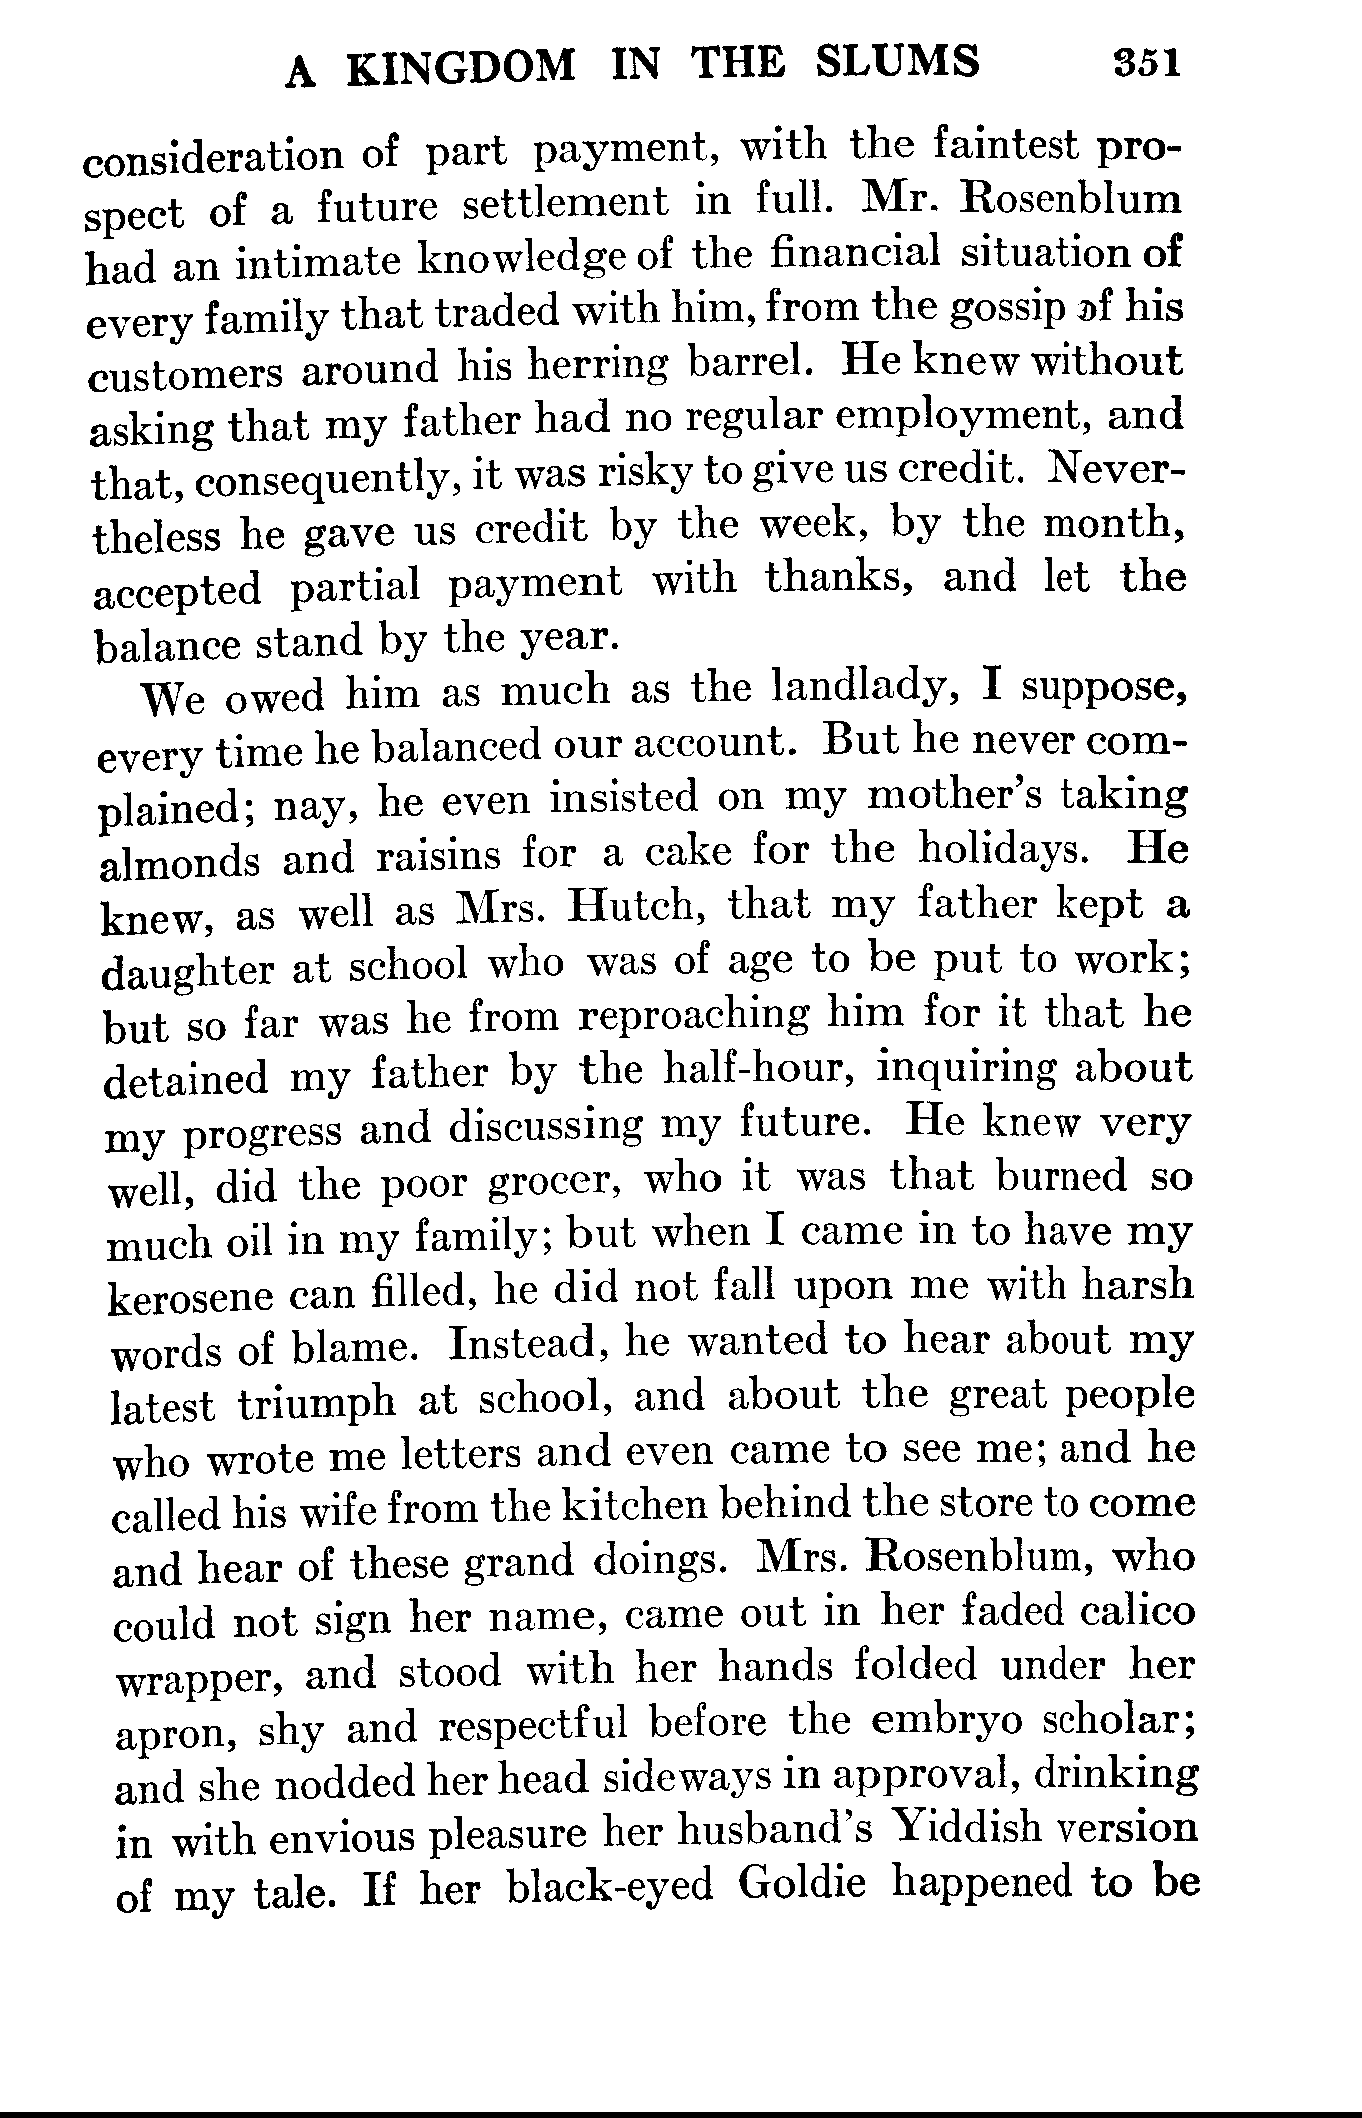 A KINGDOM IN THE SLUMS 351
consideration of part payment, with the faintest pro-
spect of a future settlement in full. Mr. Rosenblum
had an intimate knowledge of the financial situation of
every family that traded with him, from the gossip of his
customers around his herring barrel. He knew without
asking that my father had no regular employment, and
that, consequently, it was risky to give us credit. Never-
theless he gave us credit by the week, by the month,
accepted partial payment with thanks, and let the
balance stand by the year.
We owed him as much as the landlady, I suppose,
every time he balanced our account. But he never com-
plained; nay, he even insisted on my mother's taking
almonds and raisins for a cake for the holidays. He
knew, as well as Mrs. Hutch, that my father kept a
daughter at school who was of age to be put to work;
but so far was he from reproaching him for it that he
detained my father by the half-hour, inquiring about
my progress and discussing my future. He knew very
well, did the poor grocer, who it was that burned so
much oil in my family; but when I came in to have my
kerosene can filled, he did not fall upon me with harsh
words of blame. Instead, he wanted to hear about my
latest triumph at school, and about the great people
who wrote me letters and even came to see me; and he
called his wife from the kitchen behind the store to come
and hear of these grand doings. Mrs. Rosenblum, who
could not sign her name, came out in her faded calico
wrapper, and stood with her hands folded under her
apron, shy and respectful before the embryo scholar;
and she nodded her head sideways in approval, drinking
in with envious pleasure her husband's Yiddish version
of my tale. If her black-eyed Goldie happened to be